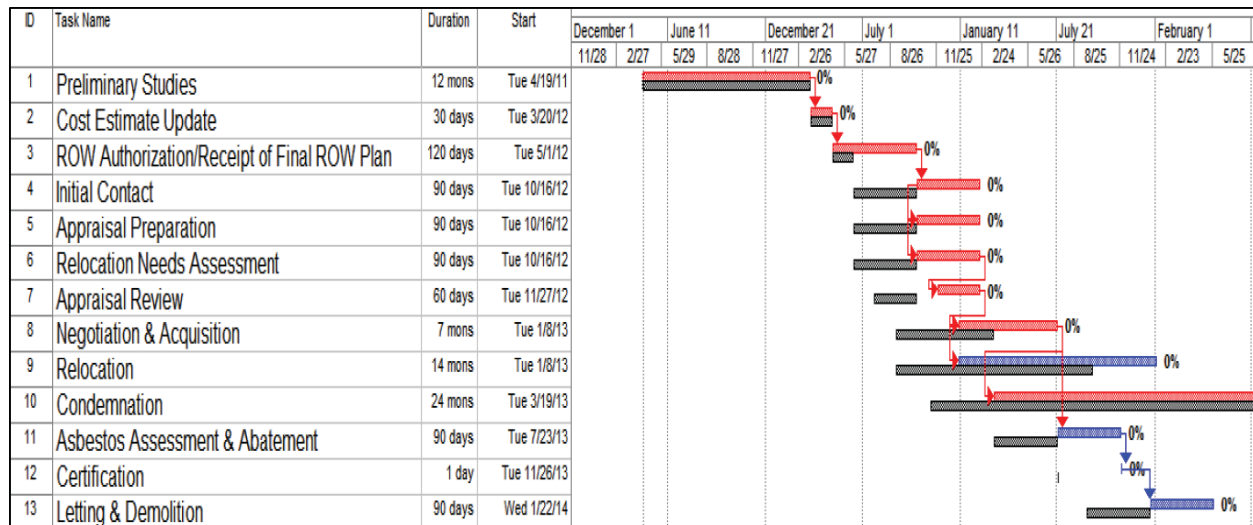 ID Task Name Duration Start
December 1 June 11 December 21 July 1 January 11 July 21 February 1
11/28 2/27 5/29 8/28 11/27 2/26 5/27 8/26 11/25 2/24 5/26 8/25 11/24 2/23 5/25
1 Preliminary Studies 12 mons Tue 4/19/11 0%
2 Cost Estimate Update 30 days Tue 3/20/12 0%
3 ROW Authorization/Receipt of Final ROW Plan 120 days Tue 5/1/12 0%
4 Initial Contact 90 days Tue 10/16/12 0%
5 Appraisal Preparation 90 days Tue 10/16/12 0%
6 Relocation Needs Assessment 90 days Tue 10/16/12 0%
7 Appraisal Review 60 days Tue 11/27/12 0%
8 Negotiation & Acquisition 7 mons Tue 1/8/13 0%
9 Relocation 14 mons Tue 1/8/13 0%
10 Condemnation 24 mons Tue 3/19/13
11 Asbestos Assessment & Abatement 90 days Tue 7/23/13 0%
12 Certification 1 day Tue 11/26/13 0%
13 Letting & Demolition 90 days Wed 1/22/14 0%